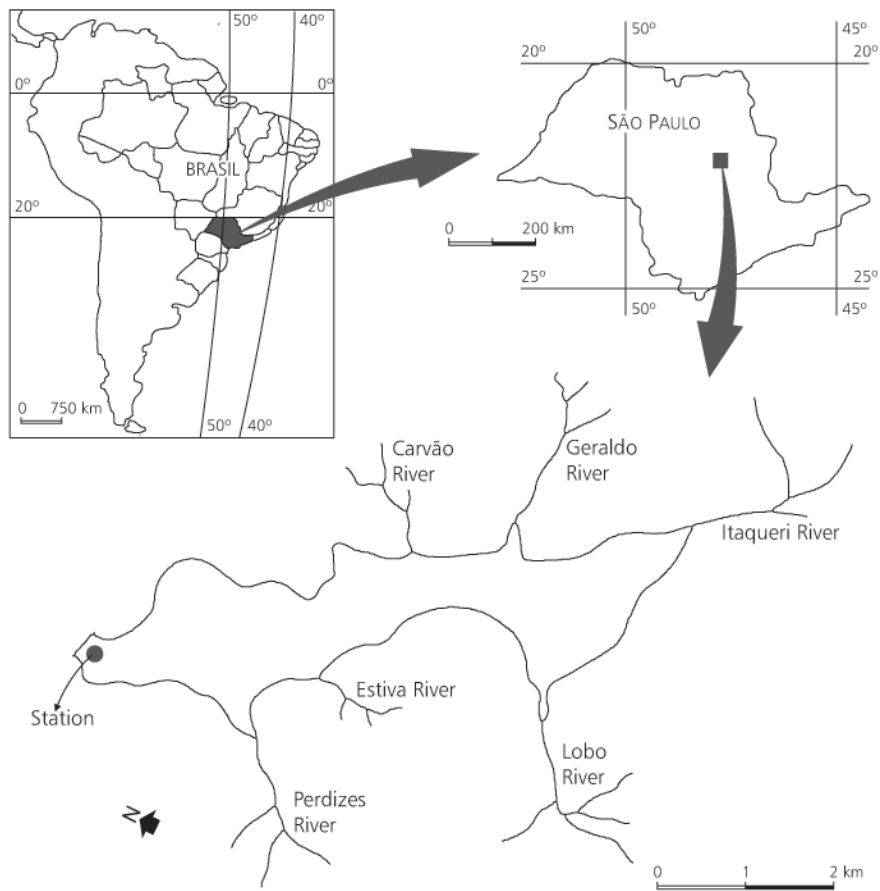 50º 40º
0º 0º
BRASIL
20º 20º
0 750 km
50º 40º
50º 45º
20º 20º
SÃO PAULO
0 200 km
25º 25º
50º 45º
Carvão
River
Geraldo
River
Itaqueri River
Station
Estiva River
Perdizes
River
Lobo
River
N
0 1 2 km